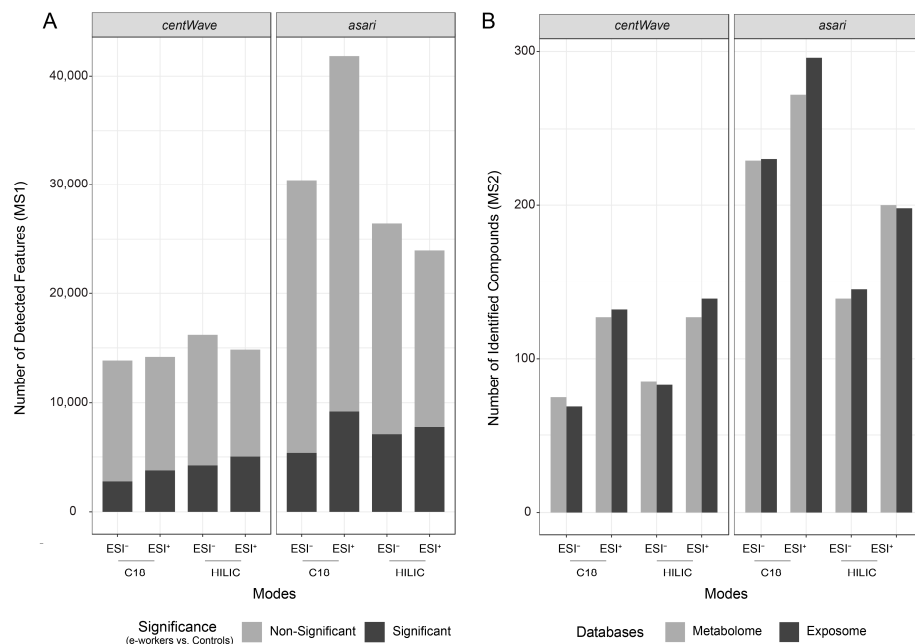 A
centWave
asari
Number of Detected Features (MS1)
40,000
30,000
20,000
10,000
0
ESI⁻ ESI⁺ ESI⁻ ESI⁺
C18 HILIC
ESI⁻ ESI⁺ ESI⁻ ESI⁺
C18 HILIC
Modes
Significance
(e-workers vs. Controls)
Non-Significant
Significant
B
centWave
asari
Number of Identified Compounds (MS2)
300
200
100
0
ESI⁻ ESI⁺ ESI⁻ ESI⁺
C18 HILIC
ESI⁻ ESI⁺ ESI⁻ ESI⁺
C18 HILIC
Modes
Databases
Metabolome
Exposome